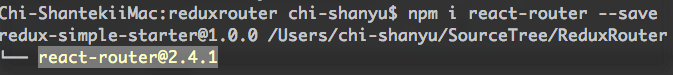 Chi-ShantekiiMac:reduxrouter chi-shanyu$ npm i react-router --save
redux-simple-starter@1.0.0 /Users/chi-shanyu/SourceTree/ReduxRouter
└── react-router@2.4.1